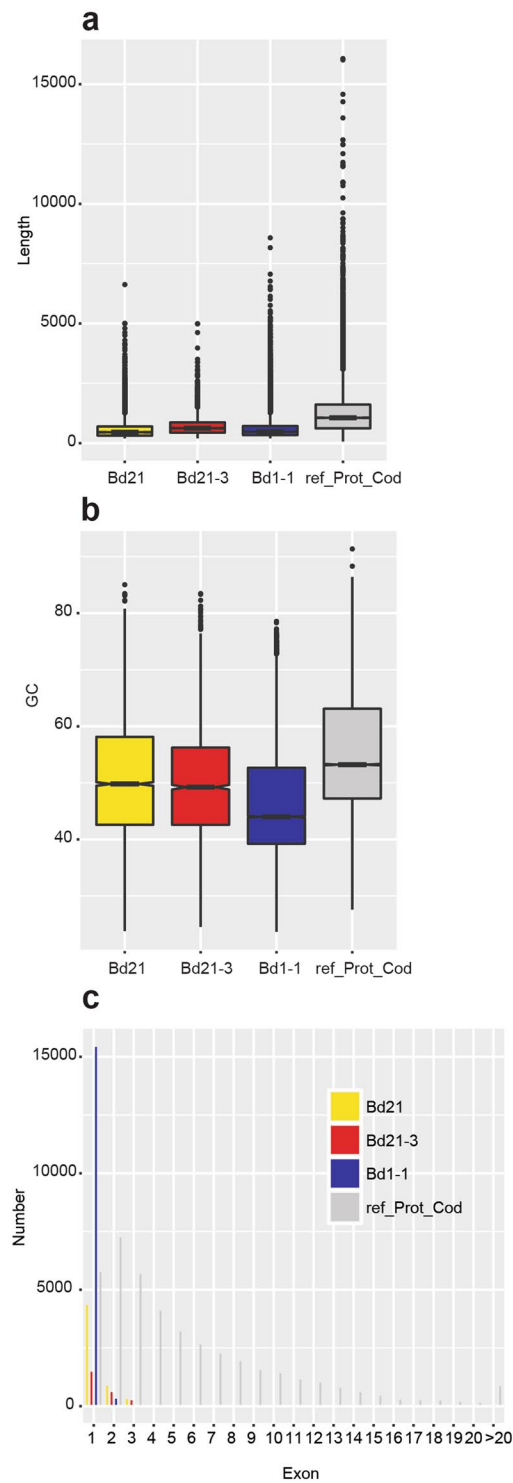 a
15000
10000
5000
0
Length
Bd21 Bd21-3 Bd1-1 ref_Prot_Cod
b
80
60
40
GC
Bd21 Bd21-3 Bd1-1 ref_Prot_Cod
c
15000
10000
5000
0
Number
Bd21
Bd21-3
Bd1-1
ref_Prot_Cod
1 2 3 4 5 6 7 8 9 10 11 12 13 14 15 16 17 18 19 20 >20
Exon